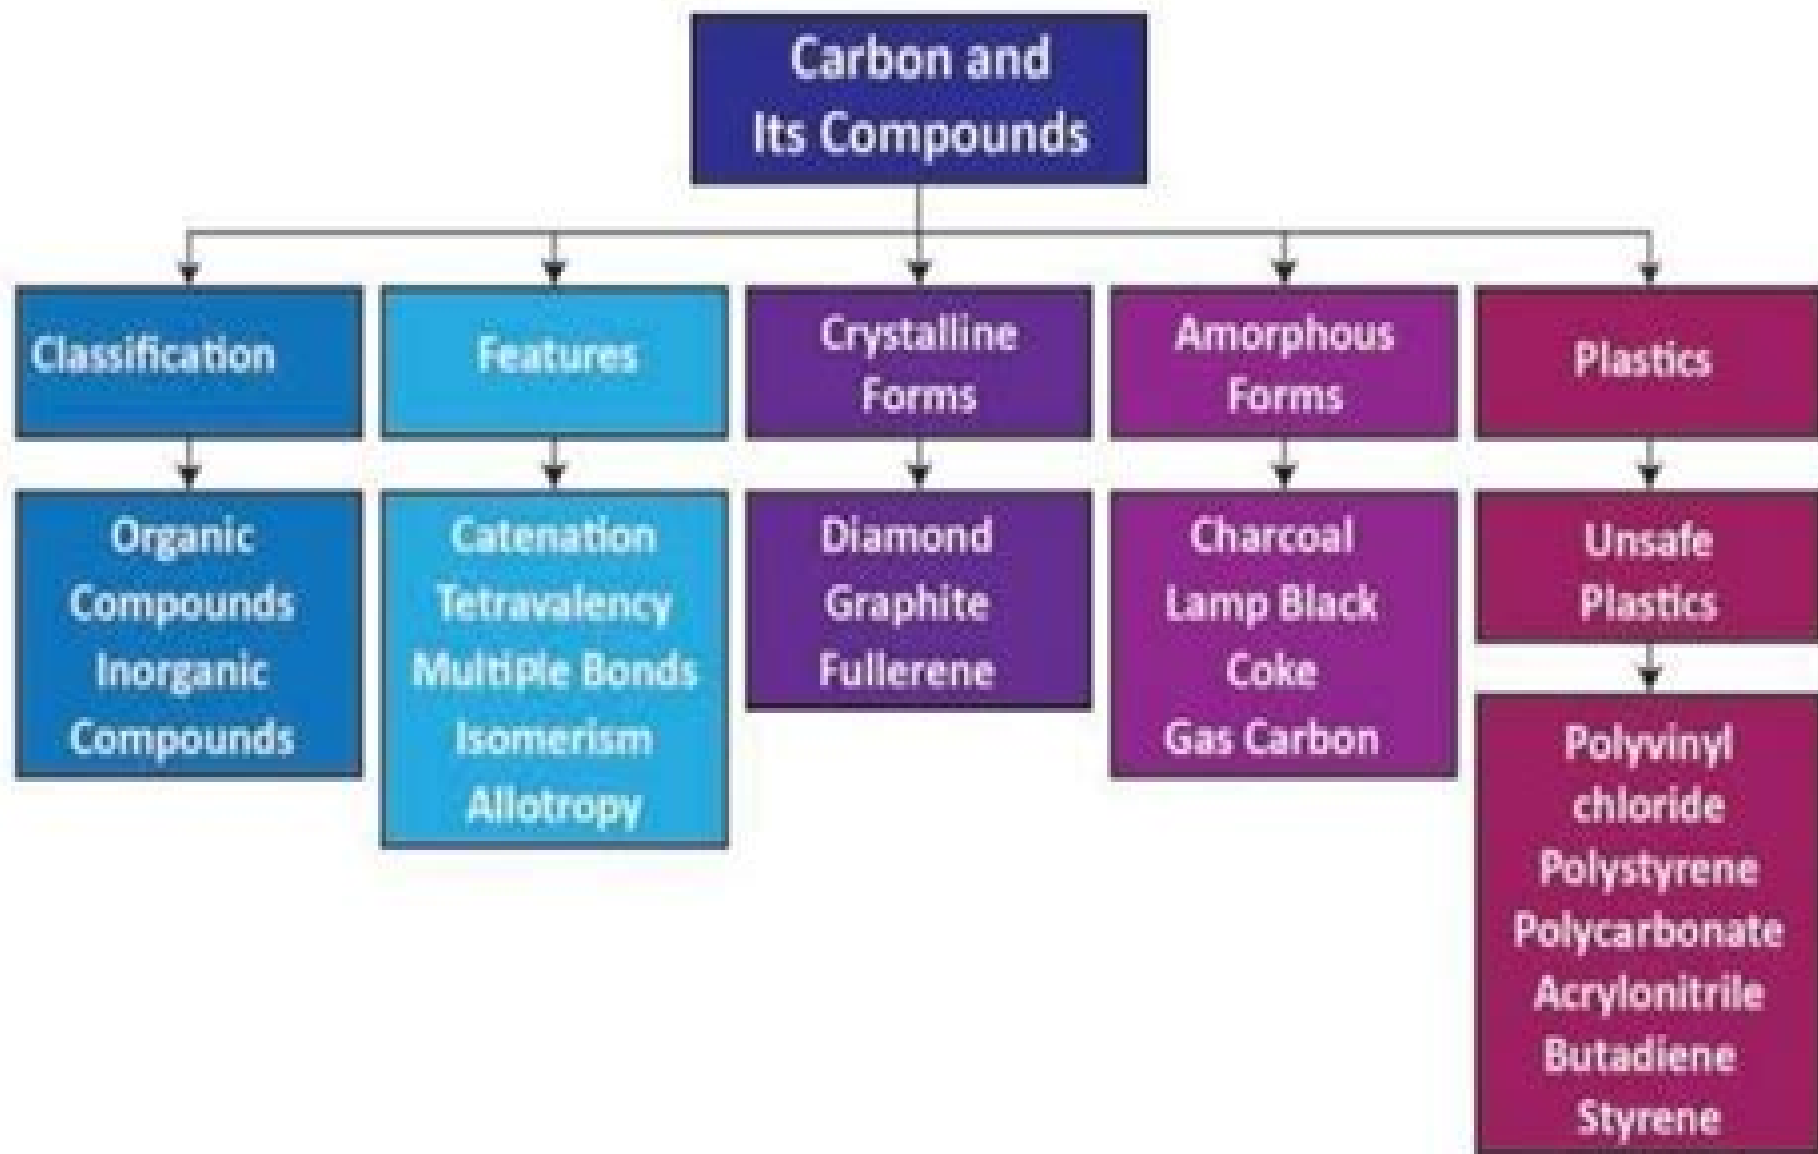 Carbon and
Its Compounds
Classification
Features
Crystalline
Forms
Amorphous
Forms
Plastics
Organic
Compounds
Inorganic
Compounds
Catenation
Tetravalency
Multiple Bonds
Isomerism
Allotropy
Diamond
Graphite
Fullerene
Charcoal
Lamp Black
Coke
Gas Carbon
Unsafe
Plastics
Polyvinyl
chloride
Polystyrene
Polycarbonate
Acrylonitrile
Butadiene
Styrene